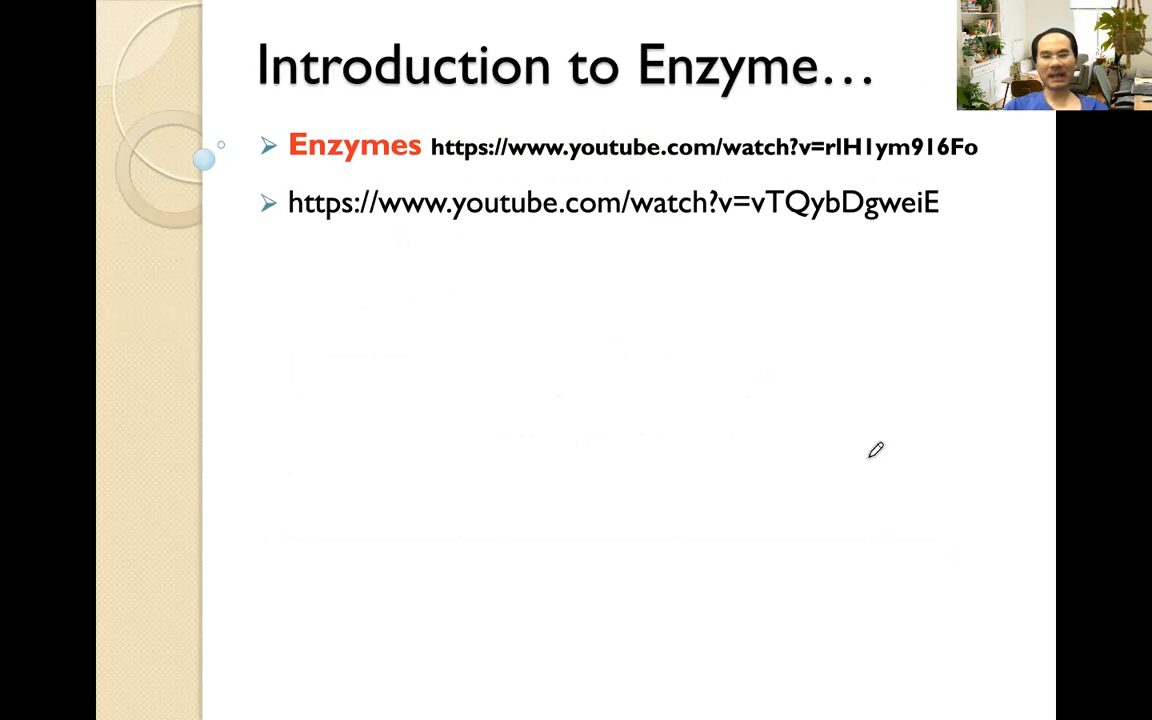 Introduction to Enzyme…
Enzymes https://www.youtube.com/watch?v=rlH1ym916Fo
https://www.youtube.com/watch?v=vTQybDgweiE